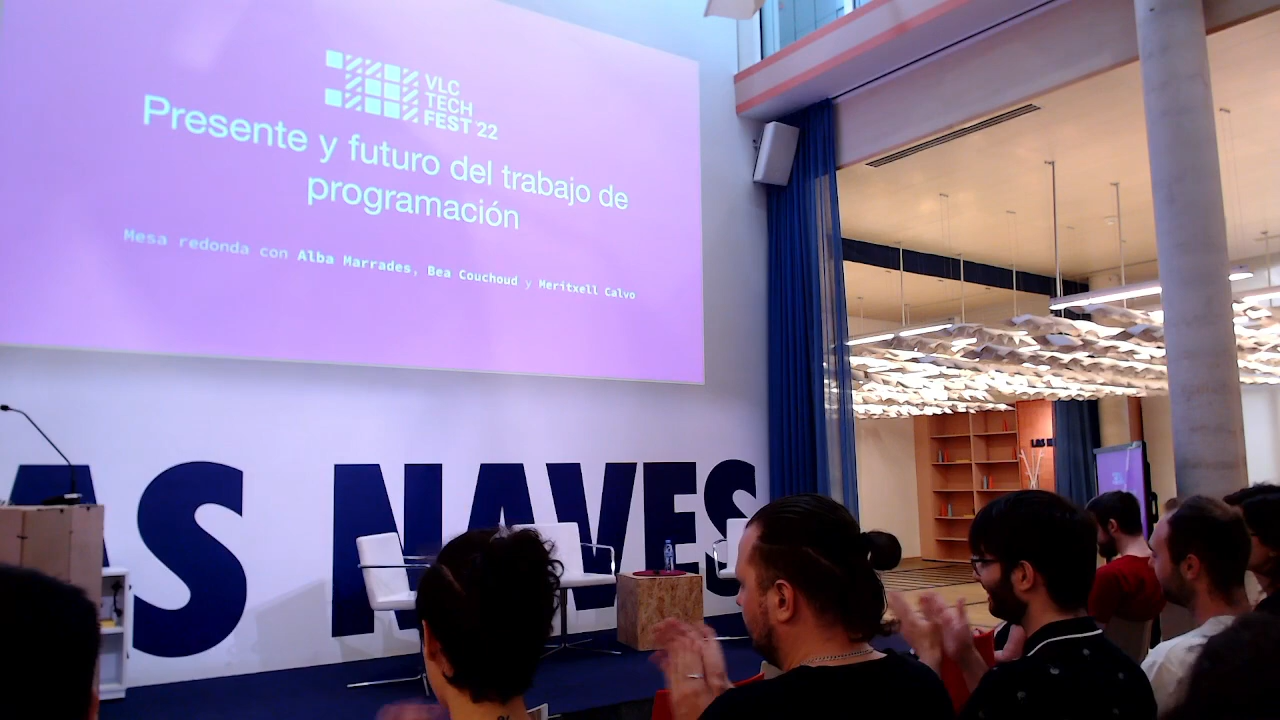 VLC
TECH
FEST '22
Presente y futuro del trabajo de
programación
Mesa redonda con Alba Marrades, Bea Couchoud y Meritxell Calvo
AS NAVES
LAS